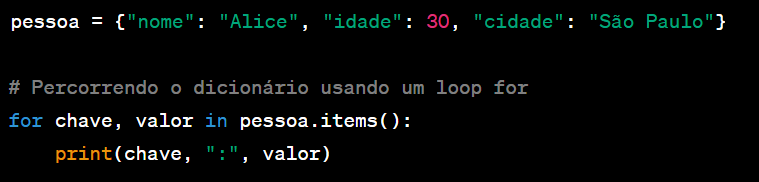 pessoa = {"nome": "Alice", "idade": 30, "cidade": "São Paulo"}
# Percorrendo o dicionário usando um loop for
for chave, valor in pessoa.items():
    print(chave, ":", valor)